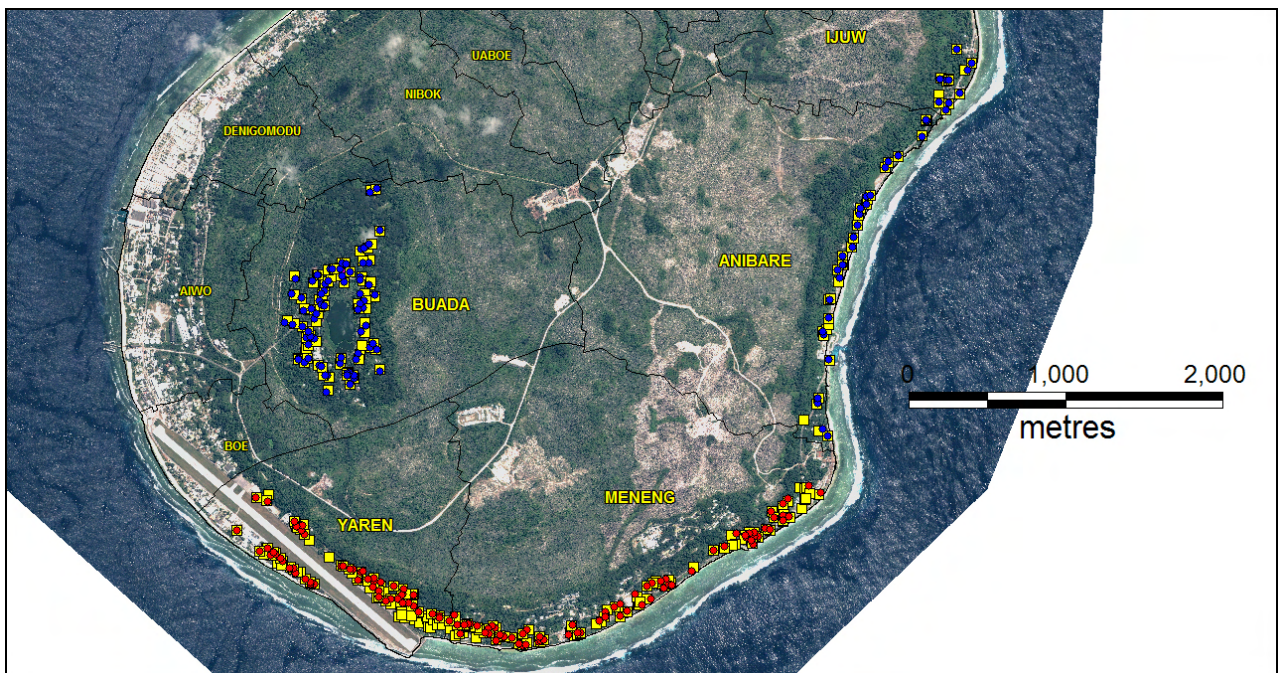 IJUW
UABOE
NIBOK
DENIGOMODU
ANIBARE
AIWO
BUADA
0 1,000 2,000
metres
BOE
MENENG
YAREN